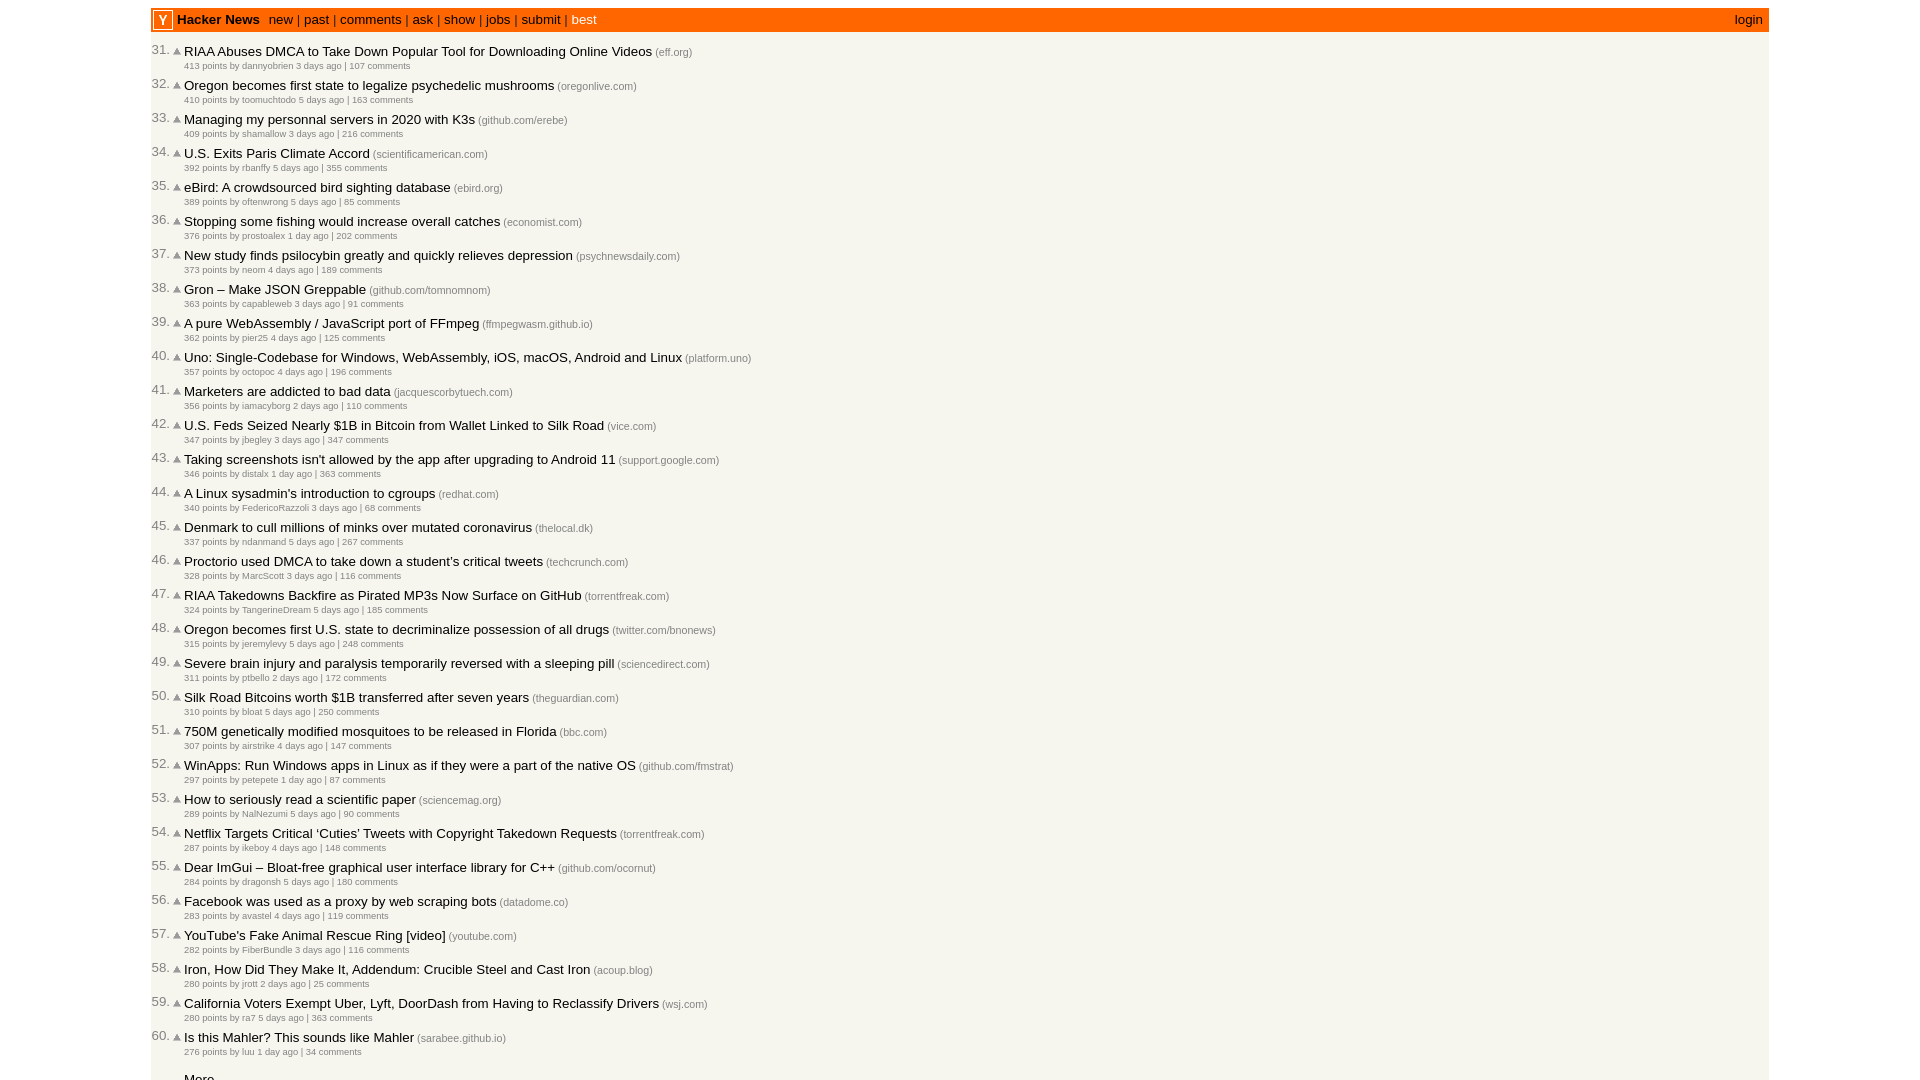 Y Hacker News new | past | comments | ask | show | jobs | submit | best login
31. RIAA Abuses DMCA to Take Down Popular Tool for Downloading Online Videos (eff.org)
413 points by dannyobrien 3 days ago | 107 comments
32. Oregon becomes first state to legalize psychedelic mushrooms (oregonlive.com)
410 points by toomuchtodo 5 days ago | 163 comments
33. Managing my personnal servers in 2020 with K3s (github.com/erebe)
409 points by shamallow 3 days ago | 216 comments
34. U.S. Exits Paris Climate Accord (scientificamerican.com)
392 points by rbanffy 5 days ago | 355 comments
35. eBird: A crowdsourced bird sighting database (ebird.org)
389 points by oftenwrong 5 days ago | 85 comments
36. Stopping some fishing would increase overall catches (economist.com)
376 points by prostoalex 1 day ago | 202 comments
37. New study finds psilocybin greatly and quickly relieves depression (psychnewsdaily.com)
373 points by neom 4 days ago | 189 comments
38. Gron – Make JSON Greppable (github.com/tomnomnom)
363 points by capableweb 3 days ago | 91 comments
39. A pure WebAssembly / JavaScript port of FFmpeg (ffmpegwasm.github.io)
362 points by pier25 4 days ago | 125 comments
40. Uno: Single-Codebase for Windows, WebAssembly, iOS, macOS, Android and Linux (platform.uno)
357 points by octopoc 4 days ago | 196 comments
41. Marketers are addicted to bad data (jacquescorbytuech.com)
356 points by iamacyborg 2 days ago | 110 comments
42. U.S. Feds Seized Nearly $1B in Bitcoin from Wallet Linked to Silk Road (vice.com)
347 points by jbegley 3 days ago | 347 comments
43. Taking screenshots isn't allowed by the app after upgrading to Android 11 (support.google.com)
346 points by distalx 1 day ago | 363 comments
44. A Linux sysadmin's introduction to cgroups (redhat.com)
340 points by FedericoRazzoli 3 days ago | 68 comments
45. Denmark to cull millions of minks over mutated coronavirus (thelocal.dk)
337 points by ndanmand 5 days ago | 267 comments
46. Proctorio used DMCA to take down a student’s critical tweets (techcrunch.com)
328 points by MarcScott 3 days ago | 116 comments
47. RIAA Takedowns Backfire as Pirated MP3s Now Surface on GitHub (torrentfreak.com)
324 points by TangerineDream 5 days ago | 185 comments
48. Oregon becomes first U.S. state to decriminalize possession of all drugs (twitter.com/bnonews)
315 points by jeremylevy 5 days ago | 248 comments
49. Severe brain injury and paralysis temporarily reversed with a sleeping pill (sciencedirect.com)
311 points by ptbello 2 days ago | 172 comments
50. Silk Road Bitcoins worth $1B transferred after seven years (theguardian.com)
310 points by bloat 5 days ago | 250 comments
51. 750M genetically modified mosquitoes to be released in Florida (bbc.com)
307 points by airstrike 4 days ago | 147 comments
52. WinApps: Run Windows apps in Linux as if they were a part of the native OS (github.com/fmstrat)
297 points by petepete 1 day ago | 87 comments
53. How to seriously read a scientific paper (sciencemag.org)
289 points by NalNezumi 5 days ago | 90 comments
54. Netflix Targets Critical ‘Cuties’ Tweets with Copyright Takedown Requests (torrentfreak.com)
287 points by ikeboy 4 days ago | 148 comments
55. Dear ImGui – Bloat-free graphical user interface library for C++ (github.com/ocornut)
284 points by dragonsh 5 days ago | 180 comments
56. Facebook was used as a proxy by web scraping bots (datadome.co)
283 points by avastel 4 days ago | 119 comments
57. YouTube's Fake Animal Rescue Ring [video] (youtube.com)
282 points by FiberBundle 3 days ago | 116 comments
58. Iron, How Did They Make It, Addendum: Crucible Steel and Cast Iron (acoup.blog)
280 points by jrott 2 days ago | 25 comments
59. California Voters Exempt Uber, Lyft, DoorDash from Having to Reclassify Drivers (wsj.com)
280 points by ra7 5 days ago | 363 comments
60. Is this Mahler? This sounds like Mahler (sarabee.github.io)
276 points by luu 1 day ago | 34 comments
More